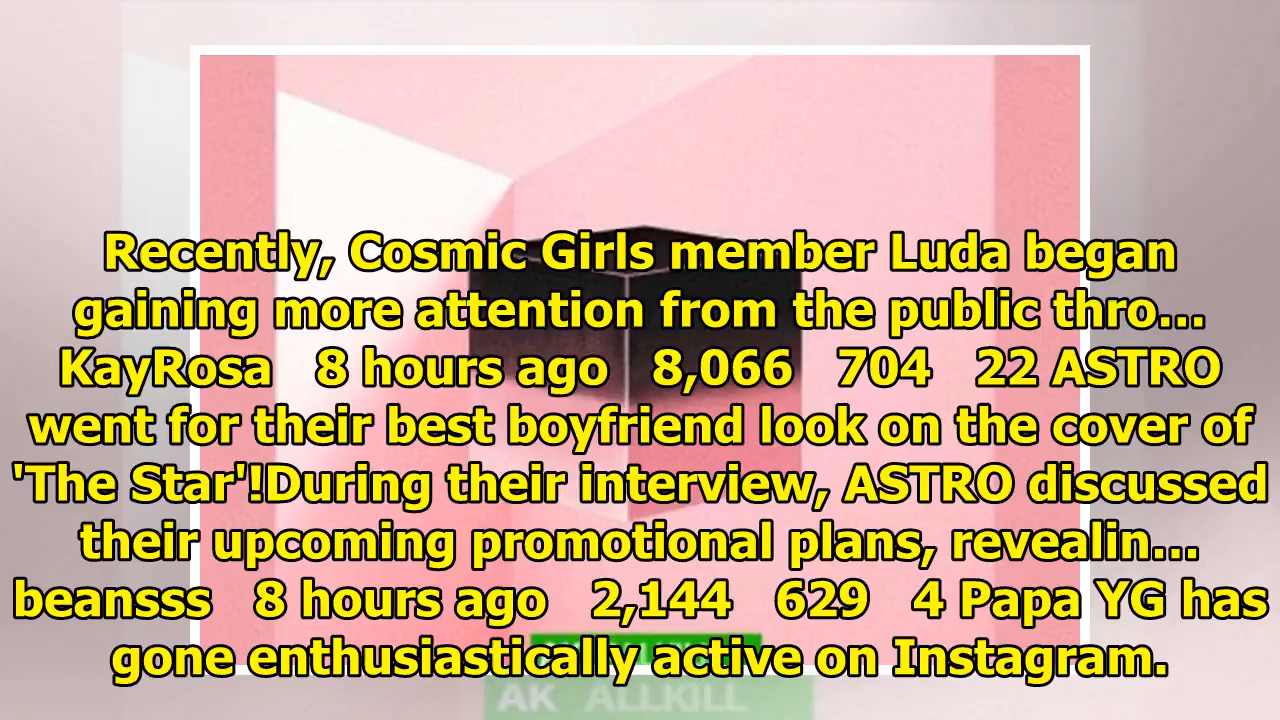 Recently, Cosmic Girls member Luda began
gaining more attention from the public thro...
KayRosa 8 hours ago 8,066 704 22 ASTRO
went for their best boyfriend look on the cover of
'The Star'!During their interview, ASTRO discussed
their upcoming promotional plans, revealin...
beansss 8 hours ago 2,144 629 4 Papa YG has
gone enthusiastically active on Instagram.
AK ALLKILL